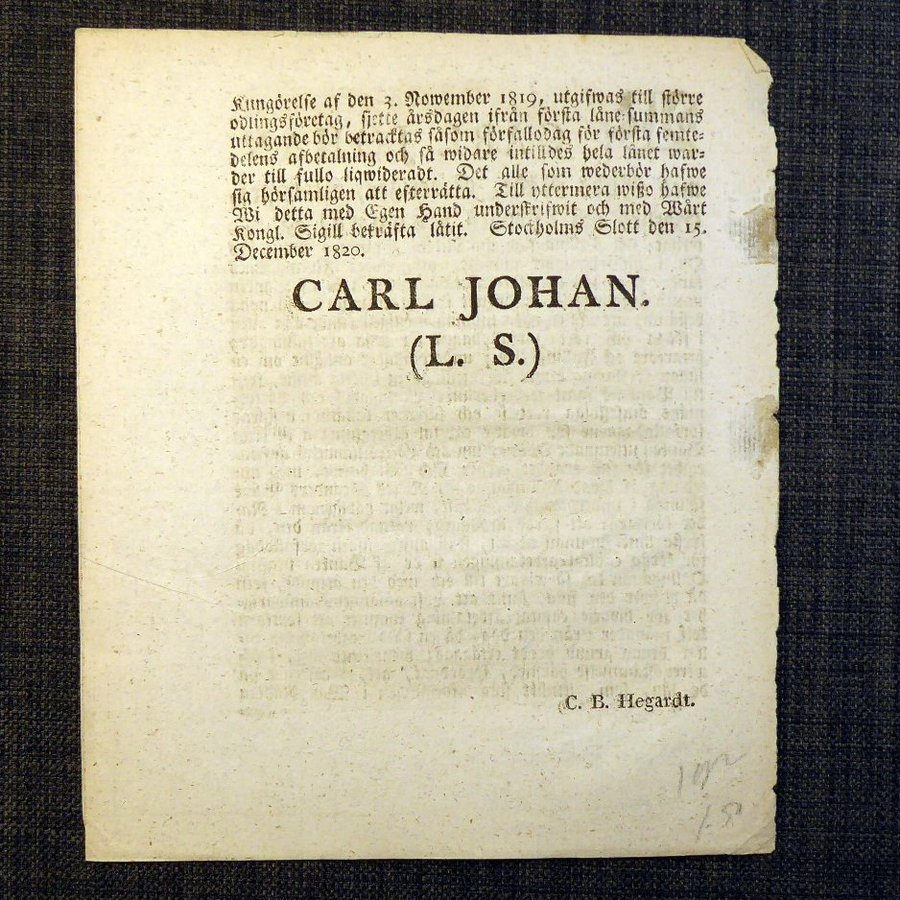 Kungörelse af den 3. Nowember 1819, utgifwas till större
odlingsföretag, sjette årsdagen ifrån första låne-summans
uttagande bör betracktas såsom förfallodag för första femte-
delens afbetalning och så widare intilldes hela lånet war-
der till fullo liqwideradt. Det alle som wederbör hafwe
sig hörsamligen att efterrätta. Till yttermera wißo hafwe
Wi detta med Egen Hand underskrifwit och med Wårt
Kongl. Sigill bekräfta låtit. Stockholms Slott den 15.
December 1820.
CARL JOHAN.
(L. S.)
C. B. Hegardt.